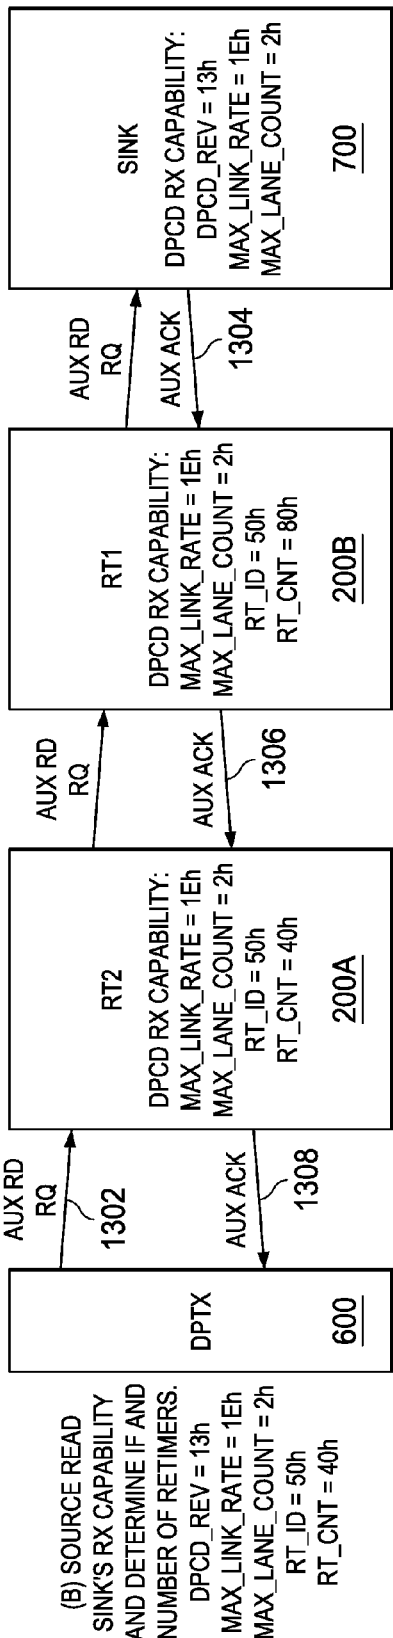 (B) SOURCE READ
SINK'S RX CAPABILITY
AND DETERMINE IF AND
NUMBER OF RETIMERS.
DPCD_REV = 13h
MAX_LINK_RATE = 1Eh
MAX_LANE_COUNT = 2h
RT_ID = 50h
RT_CNT = 40h
DPTX
600
AUX RD
RQ
1302
AUX ACK
1308
RT2
DPCD RX CAPABILITY:
MAX_LINK_RATE = 1Eh
MAX_LANE_COUNT = 2h
RT_ID = 50h
RT_CNT = 40h
200A
AUX RD
RQ
AUX ACK
1306
RT1
DPCD RX CAPABILITY:
MAX_LINK_RATE = 1Eh
MAX_LANE_COUNT = 2h
RT_ID = 50h
RT_CNT = 80h
200B
AUX RD
RQ
AUX ACK
1304
SINK
DPCD RX CAPABILITY:
DPCD_REV = 13h
MAX_LINK_RATE = 1Eh
MAX_LANE_COUNT = 2h
700